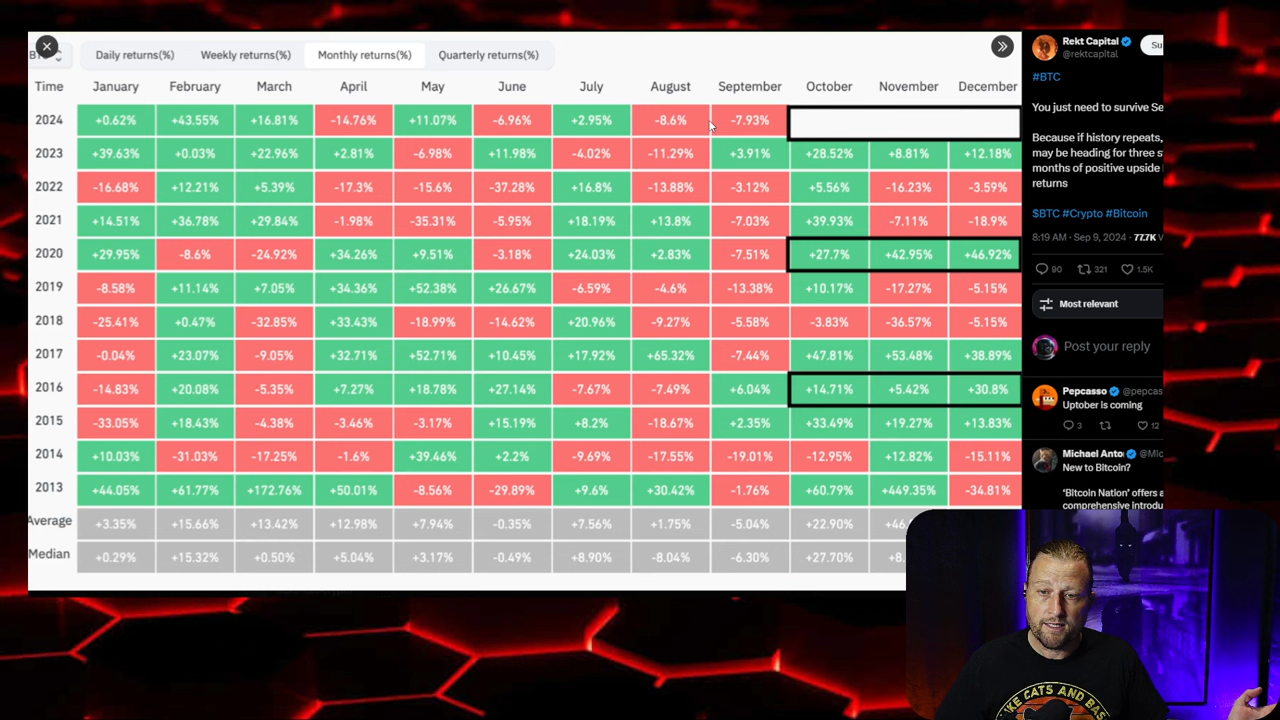 Daily returns(%) Weekly returns(%) Monthly returns(%) Quarterly returns(%)
Time January February March April May June July August September October November December
2024 +0.62% +43.55% +16.81% -14.76% +11.07% -6.96% +2.95% -8.6% -7.93%
2023 +39.63% +0.03% +22.96% +2.81% -6.98% +11.98% -4.02% -11.29% +3.91% +28.52% +8.81% +12.18%
2022 -16.68% +12.21% +5.39% -17.3% -15.6% -37.28% +16.8% -13.88% -3.12% +5.56% -16.23% -3.59%
2021 +14.51% +36.78% +29.84% -1.98% -35.31% -5.95% +18.19% +13.8% -7.03% +39.93% -7.11% -18.9%
2020 +29.95% -8.6% -24.92% +34.26% +9.51% -3.18% +24.03% +2.83% -7.51% +27.7% +42.95% +46.92%
2019 -8.58% +11.14% +7.05% +34.36% +52.38% +26.67% -6.59% -4.6% -13.38% +10.17% -17.27% -5.15%
2018 -25.41% +0.47% -32.85% +33.43% -18.99% -14.62% +20.96% -9.27% -5.58% -3.83% -36.57% -5.15%
2017 -0.04% +23.07% -9.05% +32.71% +52.71% +10.45% +17.92% +65.32% -7.44% +47.81% +53.48% +38.89%
2016 -14.83% +20.08% -5.35% +7.27% +18.78% +27.14% -7.67% -7.49% +6.04% +14.71% +5.42% +30.8%
2015 -33.05% +18.43% -4.38% -3.46% -3.17% +15.19% +8.2% -18.67% +2.35% +33.49% +19.27% +13.83%
2014 +10.03% -31.03% -17.25% -1.6% +39.46% +2.2% -9.69% -17.55% -19.01% -12.95% +12.82% -15.11%
2013 +44.05% +61.77% +172.76% +50.01% -8.56% -29.89% +9.6% +30.42% -1.76% +60.79% +449.35% -34.81%
Average +3.35% +15.66% +13.42% +12.98% +7.94% -0.35% +7.56% +1.75% -5.04% +22.90% +46.
Median +0.29% +15.32% +0.50% +5.04% +3.17% -0.49% +8.90% -8.04% -6.30% +27.70% +8.
Rekt Capital
@rektcapital
Su
#BTC
You just need to survive Se
Because if history repeats,
may be heading for three s
months of positive upside
returns
$BTC #Crypto #Bitcoin
8:19 AM · Sep 9, 2024 · 77.7K V
90 321 1.5K
Most relevant
Post your reply
Pepcasso @pepcas
Uptober is coming
3 12
Michael Anto @Mic
New to Bitcoin?
'Bitcoin Nation' offers a
comprehensive introdu
LIKE CATS AND BA